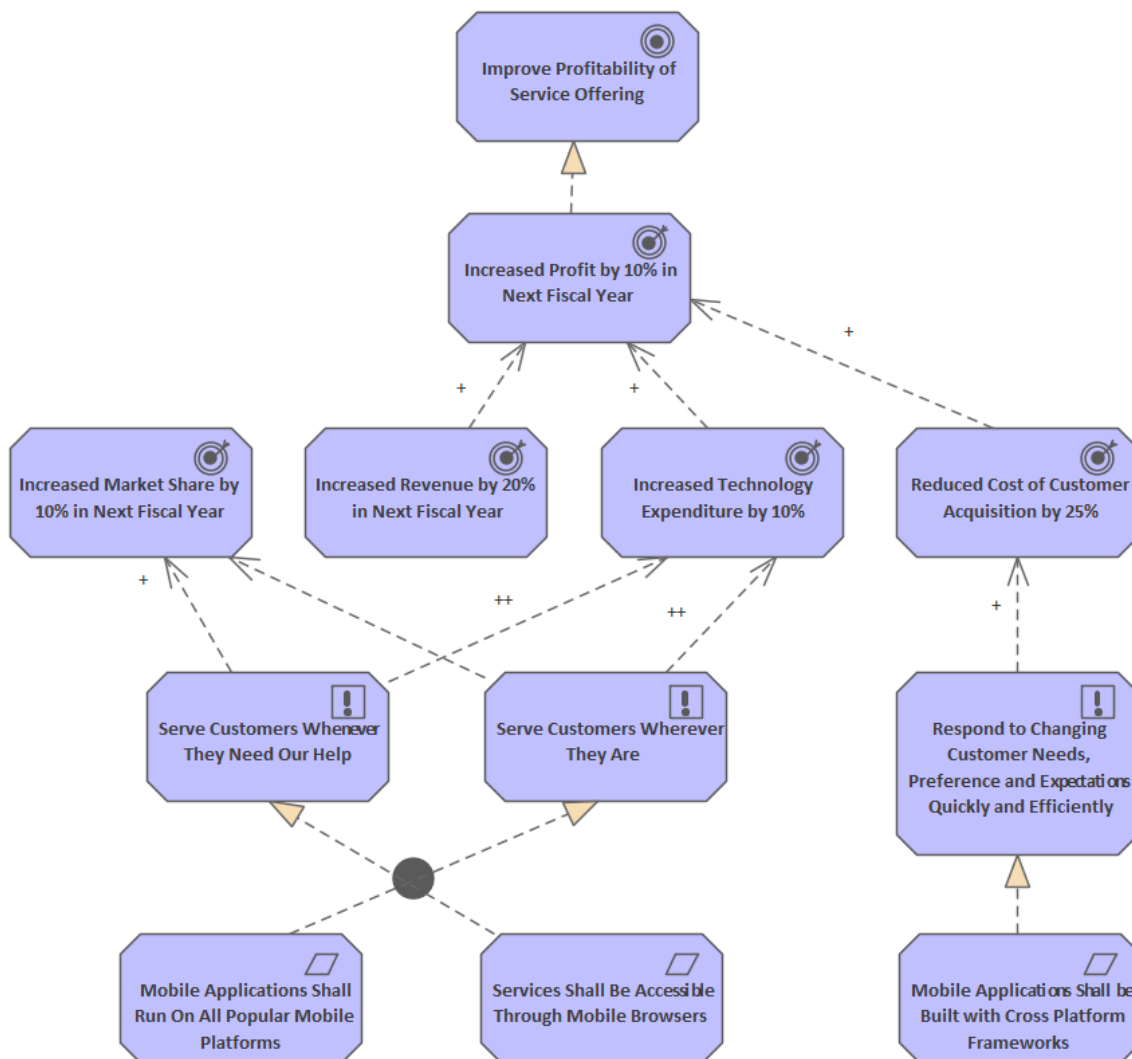 Improve Profitability of
Service Offering
Increased Profit by 10% in
Next Fiscal Year
+
+
+
Increased Market Share by
10% in Next Fiscal Year
Increased Revenue by 20%
in Next Fiscal Year
Increased Technology
Expenditure by 10%
Reduced Cost of Customer
Acquisition by 25%
+
++
++
+
Serve Customers Whenever
They Need Our Help
Serve Customers Wherever
They Are
Respond to Changing
Customer Needs,
Preference and Expectations
Quickly and Efficiently
Mobile Applications Shall
Run On All Popular Mobile
Platforms
Services Shall Be Accessible
Through Mobile Browsers
Mobile Applications Shall be
Built with Cross Platform
Frameworks